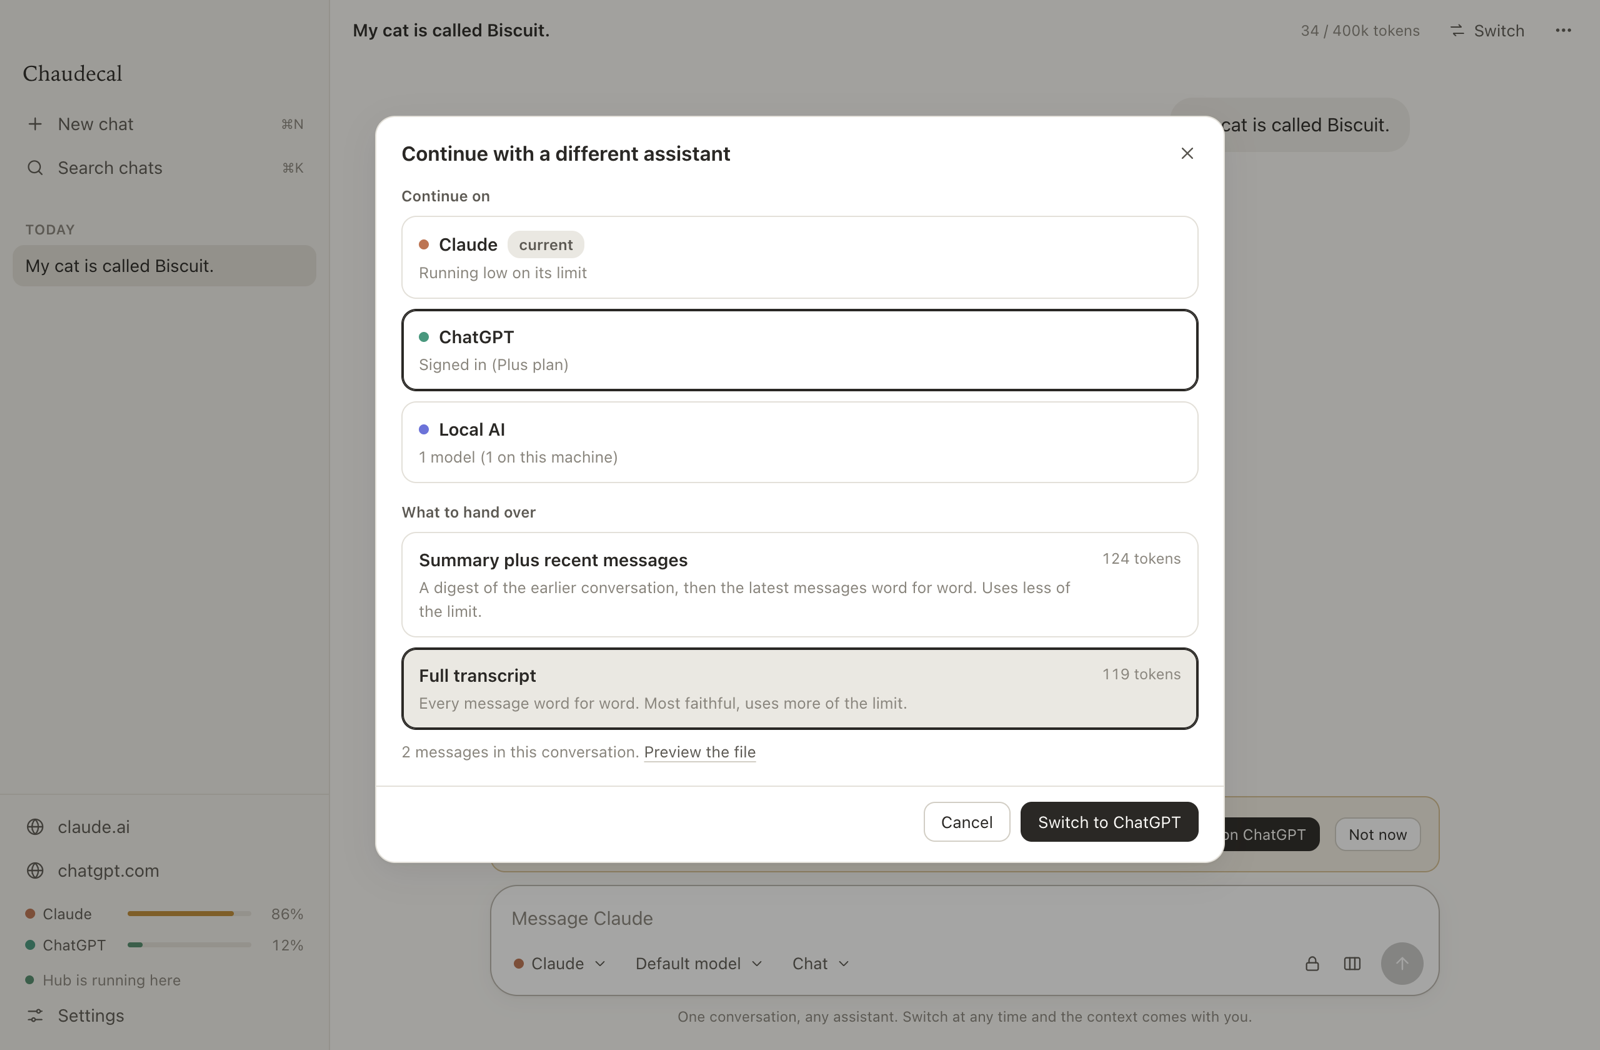 My cat is called Biscuit.
34 / 400k tokens
Switch
Chaudecal
New chat
⌘N
Search chats
⌘K
TODAY
My cat is called Biscuit.
cat is called Biscuit.
Continue with a different assistant
Continue on
Claude
current
Running low on its limit
ChatGPT
Signed in (Plus plan)
Local AI
1 model (1 on this machine)
What to hand over
Summary plus recent messages
124 tokens
A digest of the earlier conversation, then the latest messages word for word. Uses less of
the limit.
Full transcript
119 tokens
Every message word for word. Most faithful, uses more of the limit.
2 messages in this conversation. Preview the file
Cancel
Switch to ChatGPT
on ChatGPT
Not now
claude.ai
chatgpt.com
Claude
86%
ChatGPT
12%
Hub is running here
Settings
Message Claude
Claude
Default model
Chat
One conversation, any assistant. Switch at any time and the context comes with you.